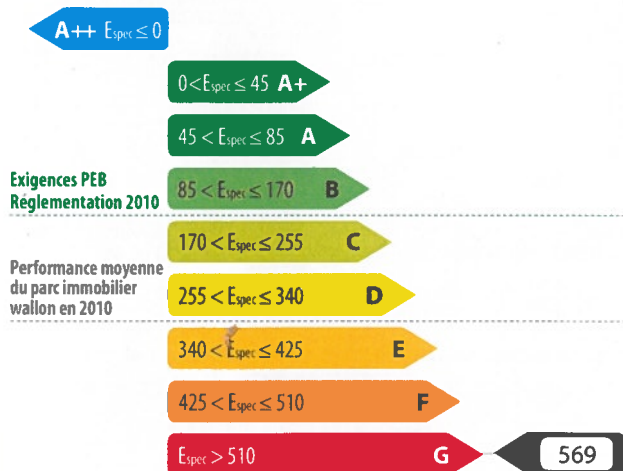 A++ Espec ≤ 0
0 < Espec ≤ 45 A+
45 < Espec ≤ 85 A
Exigences PEB
Réglementation 2010
85 < Espec ≤ 170 B
170 < Espec ≤ 255 C
Performance moyenne
du parc immobilier
wallon en 2010
255 < Espec ≤ 340 D
340 < Espec ≤ 425 E
425 < Espec ≤ 510 F
Espec > 510 G
569